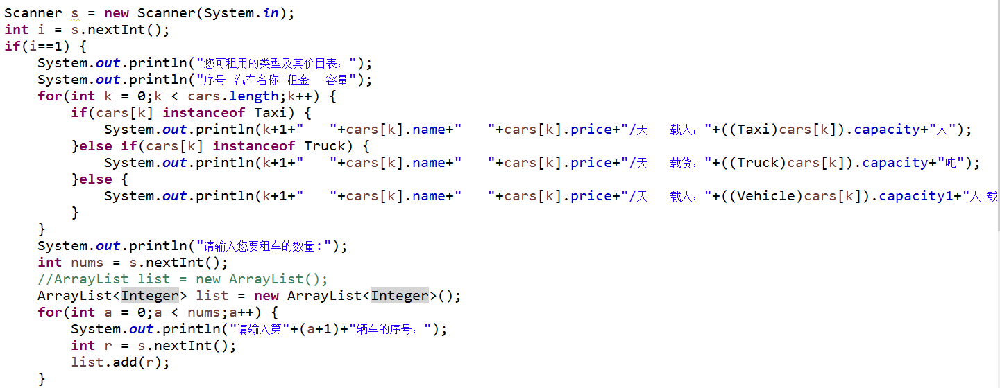 Scanner s = new Scanner(System.in);
int i = s.nextInt();
if(i==1) {
    System.out.println("您可租用的类型及其价目表：");
    System.out.println("序号  汽车名称  租金    容量");
    for(int k = 0;k < cars.length;k++) {
        if(cars[k] instanceof Taxi) {
            System.out.println(k+1+"   "+cars[k].name+"   "+cars[k].price+"/天    载人："+((Taxi)cars[k]).capacity+"人");
        }else if(cars[k] instanceof Truck) {
            System.out.println(k+1+"   "+cars[k].name+"   "+cars[k].price+"/天    载货："+((Truck)cars[k]).capacity+"吨");
        }else {
            System.out.println(k+1+"   "+cars[k].name+"   "+cars[k].price+"/天    载人："+((Vehicle)cars[k]).capacity1+"人 载
        }
    }
    System.out.println("请输入您要租车的数量:");
    int nums = s.nextInt();
    //ArrayList list = new ArrayList();
    ArrayList<Integer> list = new ArrayList<Integer>();
    for(int a = 0;a < nums;a++) {
        System.out.println("请输入第"+(a+1)+"辆车的序号：");
        int r = s.nextInt();
        list.add(r);
    }